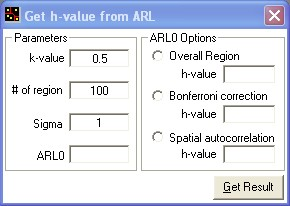 Get h-value from ARL
Parameters
k-value 0.5
# of region 100
Sigma 1
ARL0
ARL0 Options
Overall Region
h-value
Bonferroni correction
h-value
Spatial autocorrelation
h-value
Get Result